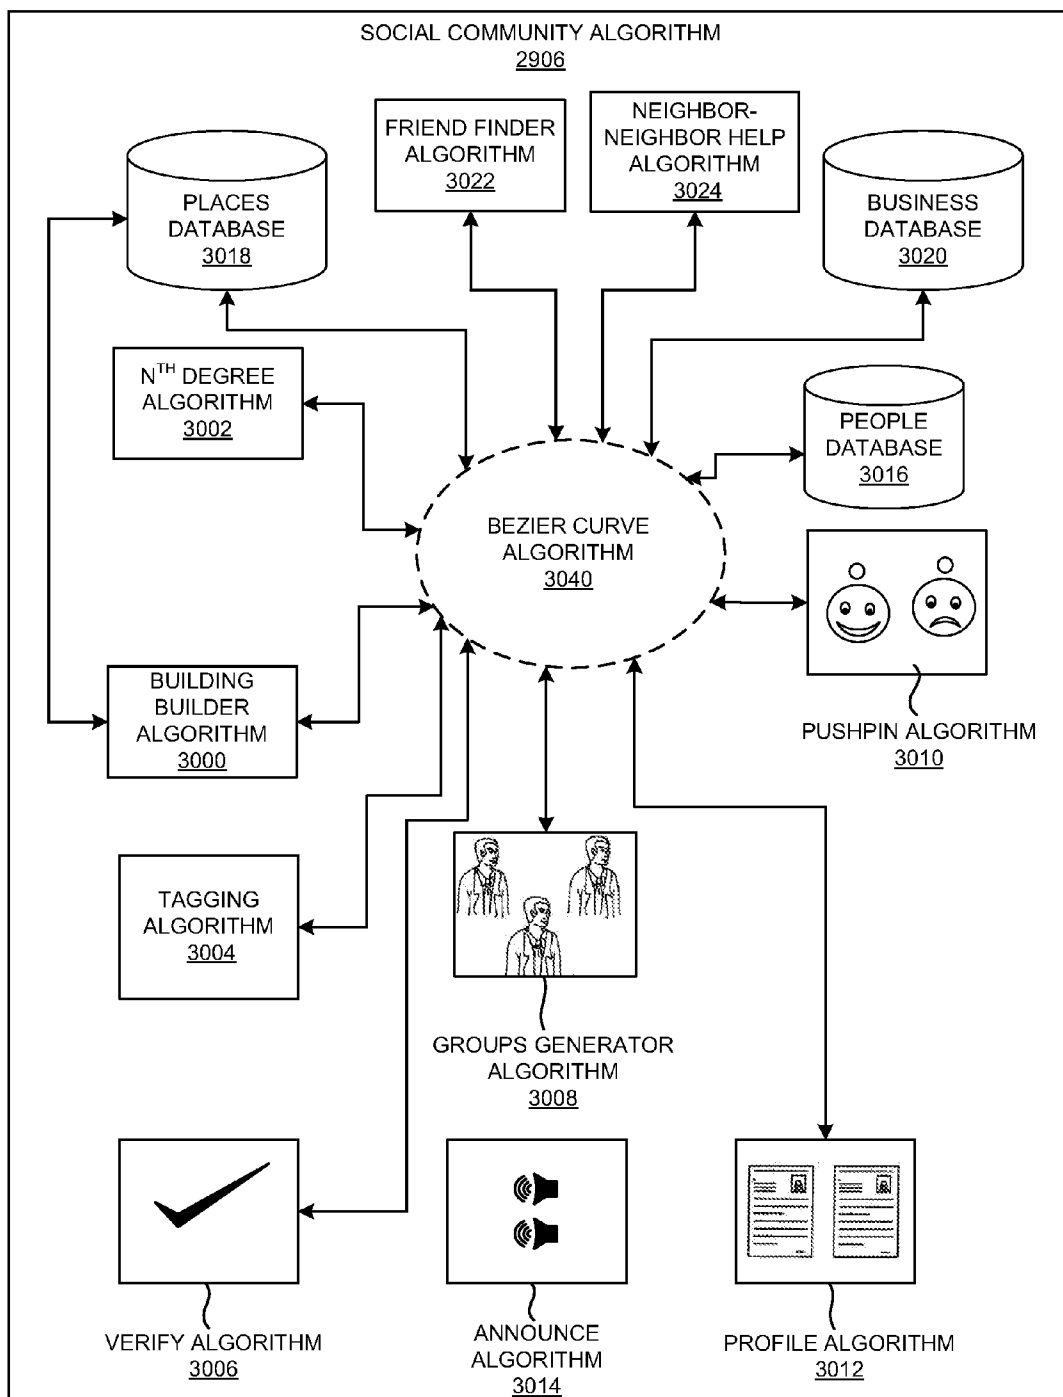 SOCIAL COMMUNITY ALGORITHM
2906
FRIEND FINDER
ALGORITHM
3022
NEIGHBOR-
NEIGHBOR HELP
ALGORITHM
3024
PLACES
DATABASE
3018
BUSINESS
DATABASE
3020
NTH DEGREE
ALGORITHM
3002
PEOPLE
DATABASE
3016
BEZIER CURVE
ALGORITHM
3040
BUILDING
BUILDER
ALGORITHM
3000
PUSHPIN ALGORITHM
3010
TAGGING
ALGORITHM
3004
GROUPS GENERATOR
ALGORITHM
3008
VERIFY ALGORITHM
3006
ANNOUNCE
ALGORITHM
3014
PROFILE ALGORITHM
3012